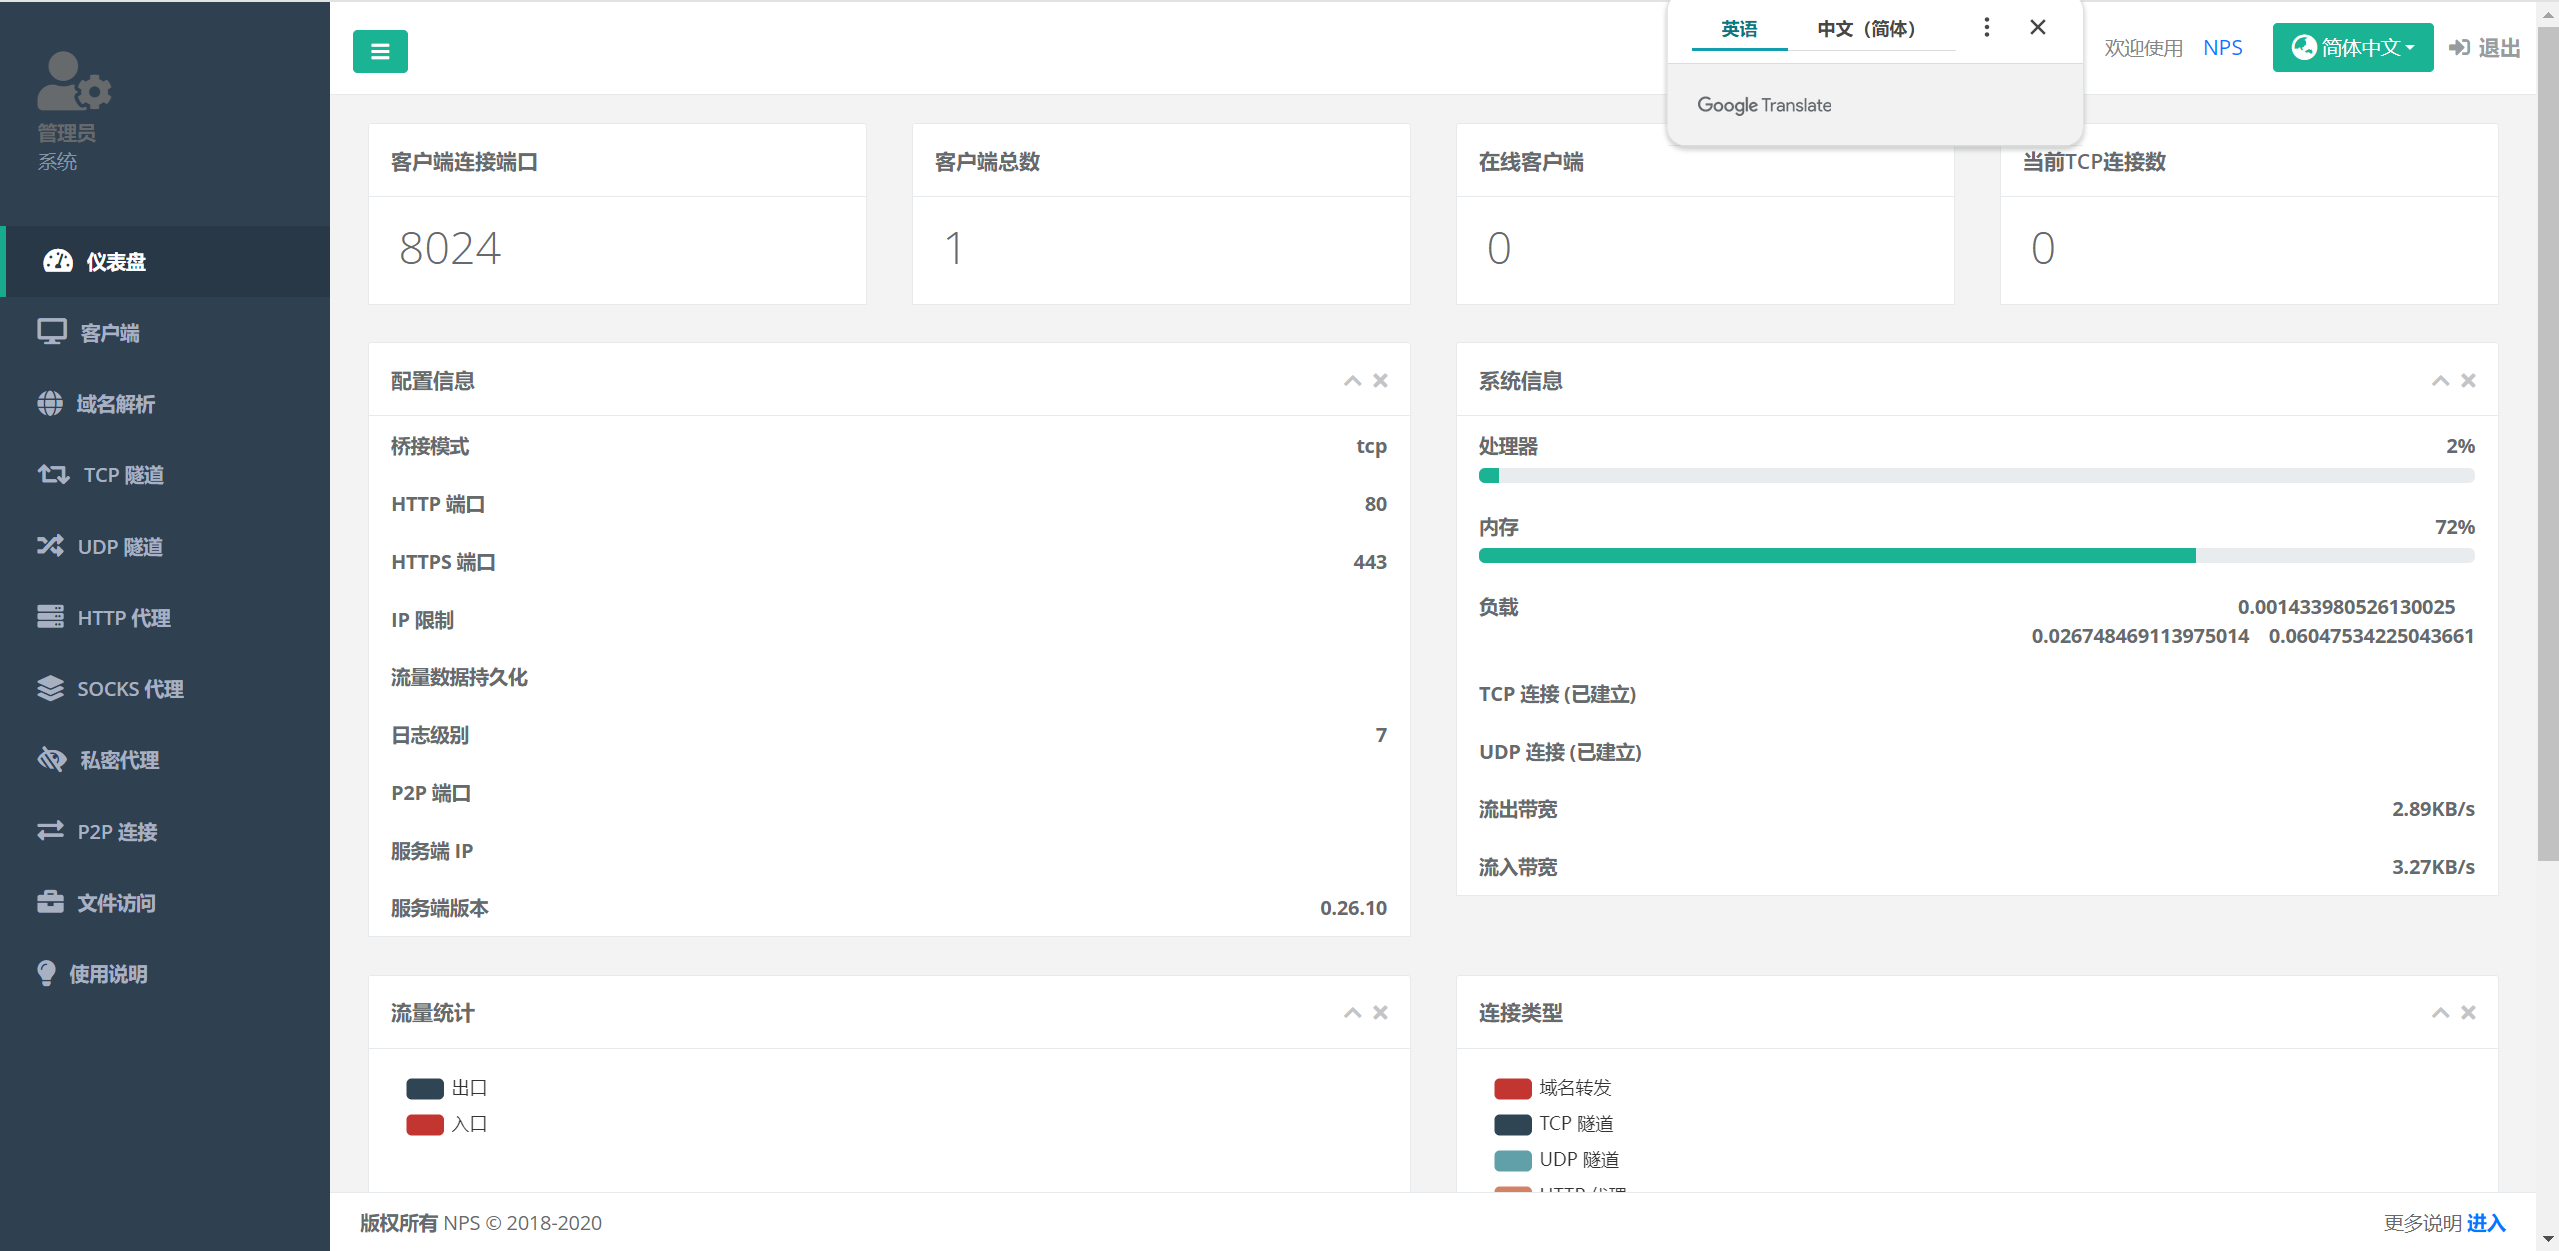 英语
中文（简体）
Google Translate
欢迎使用 NPS
简体中文
退出
管理员
系统
仪表盘
客户端
域名解析
TCP 隧道
UDP 隧道
HTTP 代理
SOCKS 代理
私密代理
P2P 连接
文件访问
使用说明
客户端连接端口
8024
客户端总数
1
在线客户端
0
当前TCP连接数
0
配置信息
桥接模式 tcp
HTTP 端口 80
HTTPS 端口 443
IP 限制
流量数据持久化
日志级别 7
P2P 端口
服务端 IP
服务端版本 0.26.10
系统信息
处理器 2%
内存 72%
负载 0.001433980526130025
0.026748469113975014 0.06047534225043661
TCP 连接 (已建立)
UDP 连接 (已建立)
流出带宽 2.89KB/s
流入带宽 3.27KB/s
流量统计
出口
入口
连接类型
域名转发
TCP 隧道
UDP 隧道
HTTP 代理
版权所有 NPS © 2018-2020
更多说明 进入